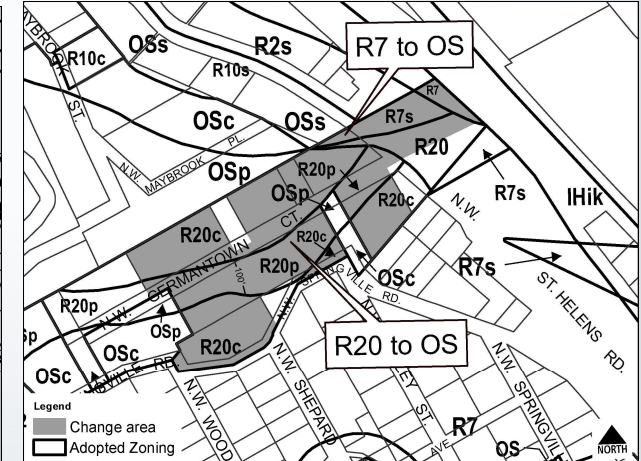 R7 to OS
R10c
OSs
R2s
R10s
ST.
OSc
OSs
R7
R7s
R20
N.W. MAYBROOK PL.
OSp
R20p
OSp
R7s
IHik
R20c
N.W.
R20c
CT.
R20c
N.W. GERMANTOWN
R20p
100'
OSc
R7s
R20p
OSp
SPRINGVILLE RD.
ST. HELENS RD.
N.W.
OSc
OSc
R20c
R20 to OS
N.W. SHEPARD
N.W. WOOD
N.W. SPRINGVILLE
ST.
R7
AVE
OS
Legend
Change area
Adopted Zoning
NORTH